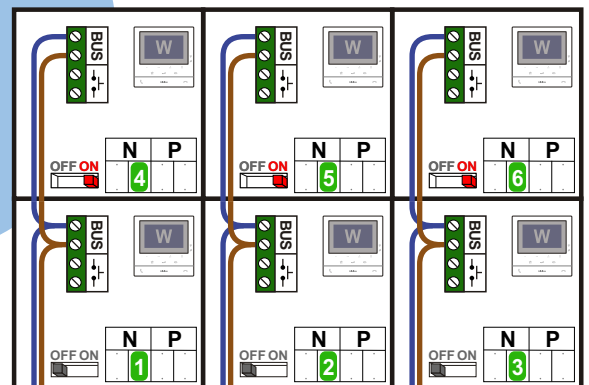 BUS W BUS W BUS W
N P N P N P
OFF ON 4 OFF ON 5 OFF ON 6
BUS W BUS W BUS W
N P N P N P
OFF ON 1 OFF ON 2 OFF ON 3